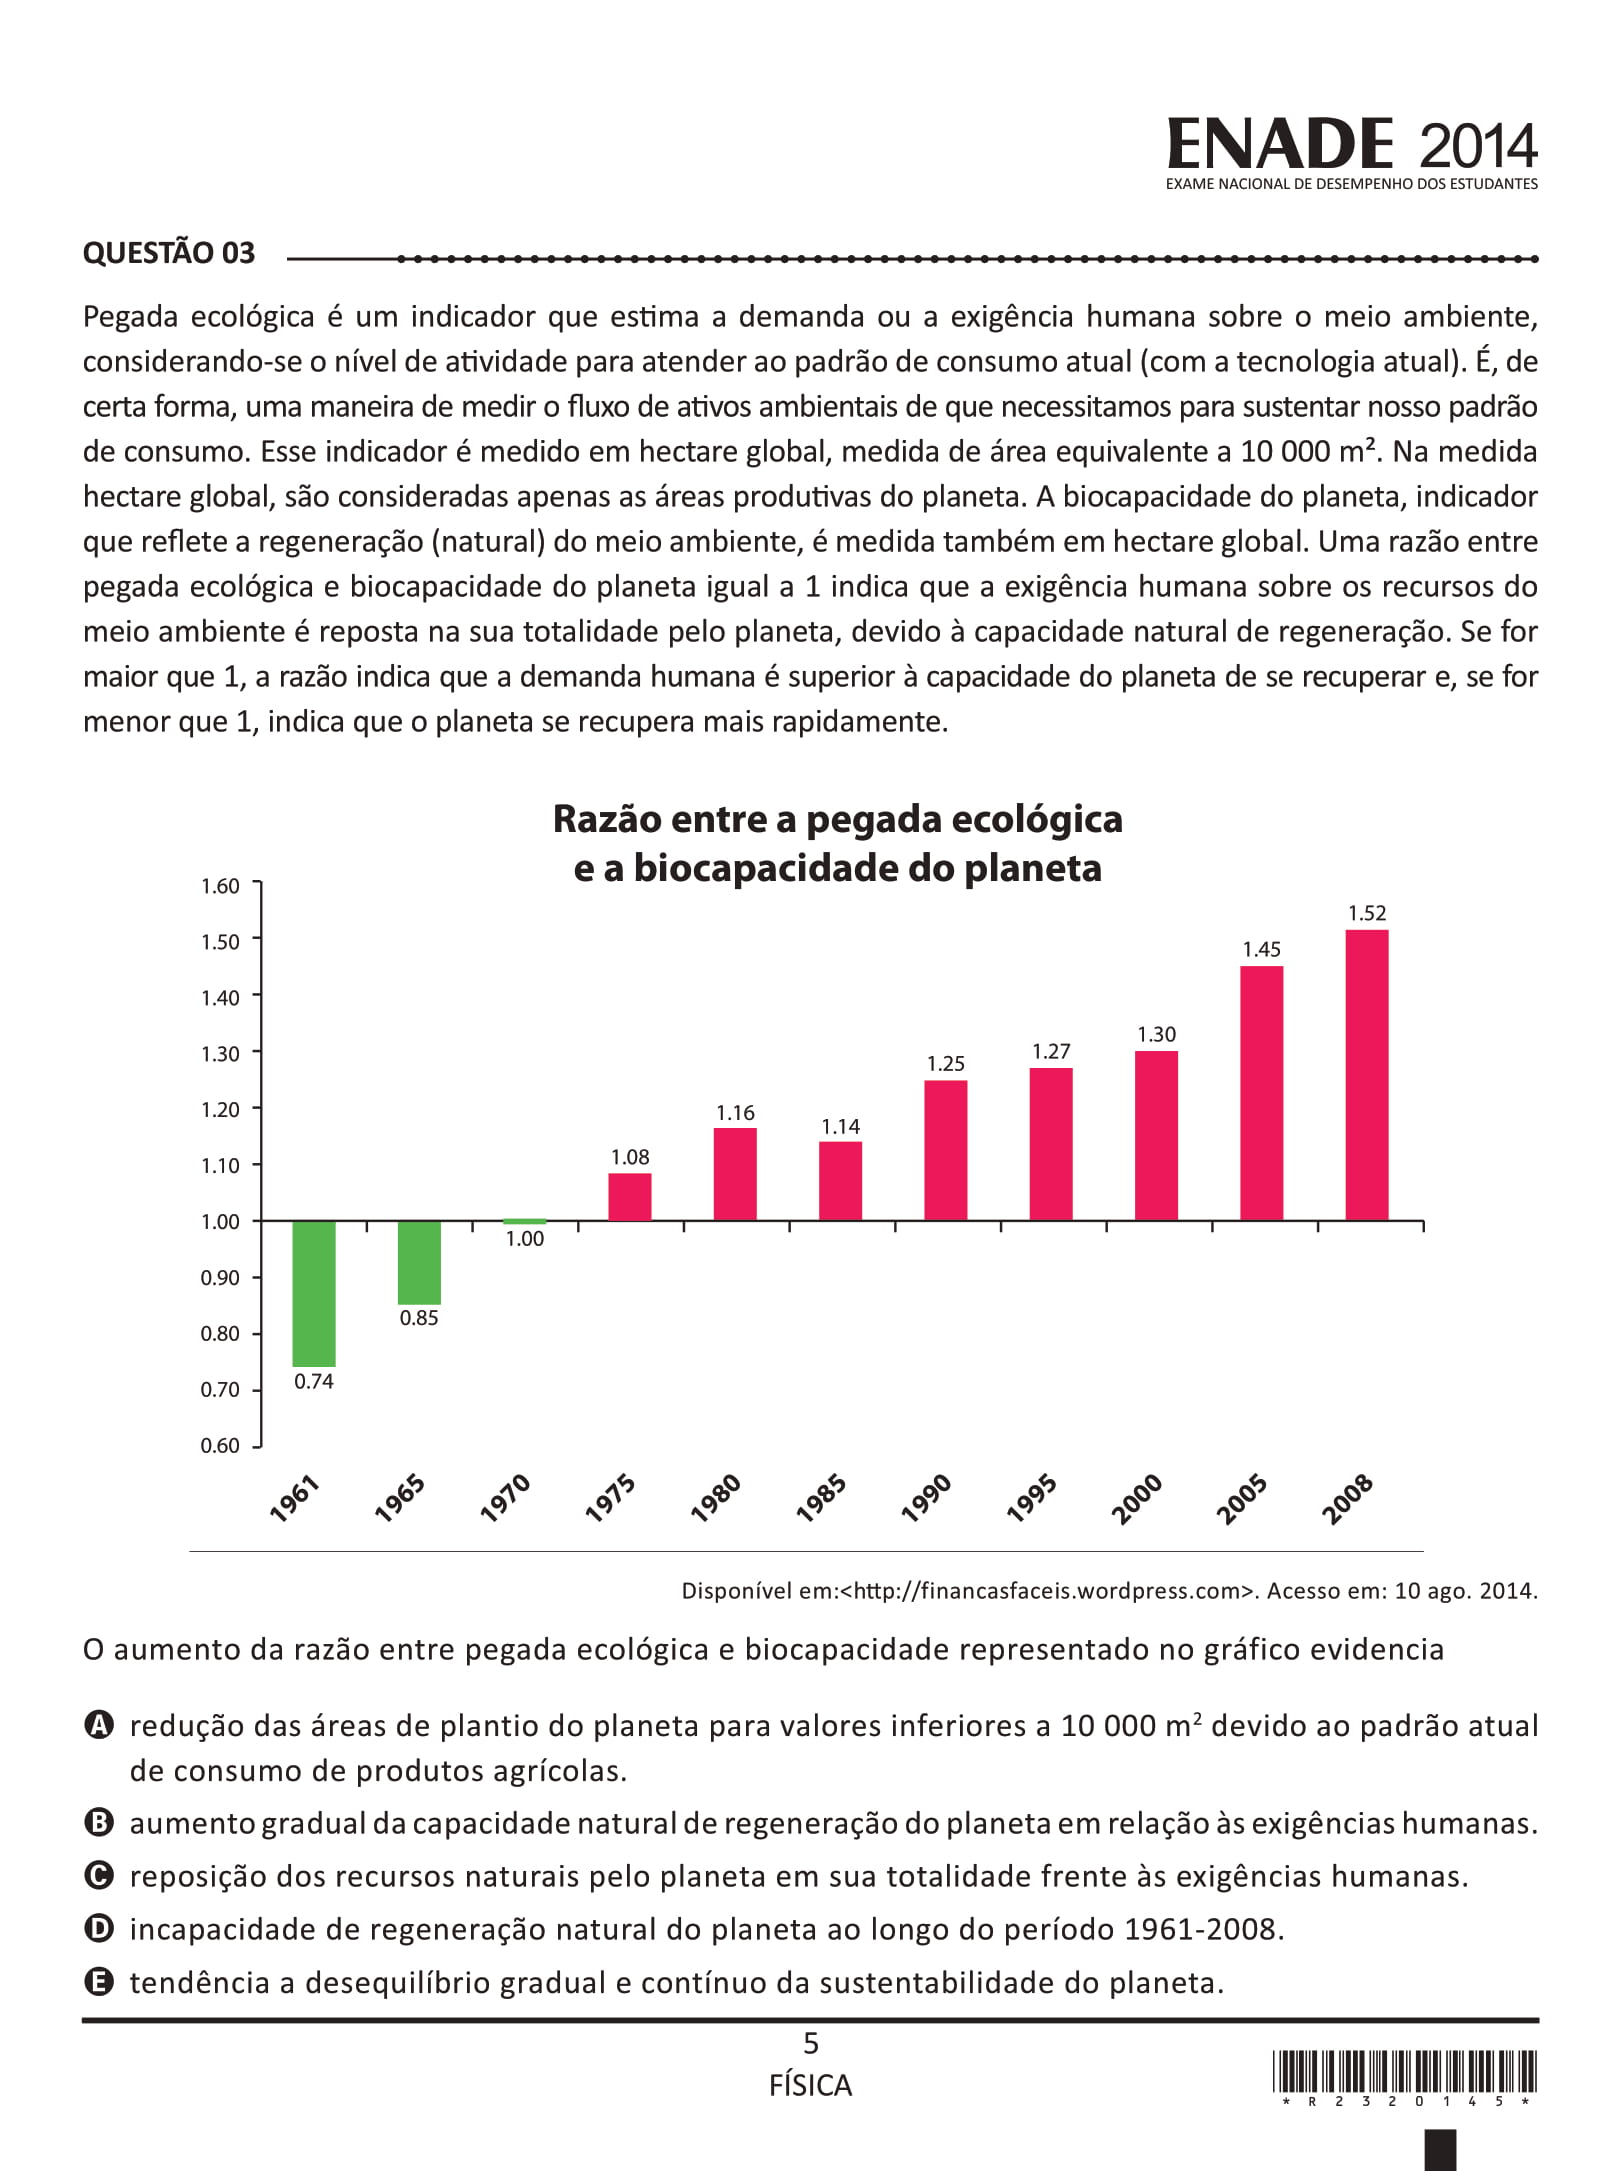 ENADE 2014
EXAME NACIONAL DE DESEMPENHO DOS ESTUDANTES
QUESTÃO 03
Pegada ecológica é um indicador que estima a demanda ou a exigência humana sobre o meio ambiente,
considerando-se o nível de atividade para atender ao padrão de consumo atual (com a tecnologia atual). É, de
certa forma, uma maneira de medir o fluxo de ativos ambientais de que necessitamos para sustentar nosso padrão
de consumo. Esse indicador é medido em hectare global, medida de área equivalente a 10 000 m². Na medida
hectare global, são consideradas apenas as áreas produtivas do planeta. A biocapacidade do planeta, indicador
que reflete a regeneração (natural) do meio ambiente, é medida também em hectare global. Uma razão entre
pegada ecológica e biocapacidade do planeta igual a 1 indica que a exigência humana sobre os recursos do
meio ambiente é reposta na sua totalidade pelo planeta, devido à capacidade natural de regeneração. Se for
maior que 1, a razão indica que a demanda humana é superior à capacidade do planeta de se recuperar e, se for
menor que 1, indica que o planeta se recupera mais rapidamente.
Razão entre a pegada ecológica
e a biocapacidade do planeta
1.60
1.50
1.40
1.30
1.20
1.10
1.00
0.90
0.80
0.70
0.60
0.74
0.85
1.00
1.08
1.16
1.14
1.25
1.27
1.30
1.45
1.52
1961
1965
1970
1975
1980
1985
1990
1995
2000
2005
2008
Disponível em:<http://financasfaceis.wordpress.com>. Acesso em: 10 ago. 2014.
O aumento da razão entre pegada ecológica e biocapacidade representado no gráfico evidencia
A redução das áreas de plantio do planeta para valores inferiores a 10 000 m² devido ao padrão atual
de consumo de produtos agrícolas.
B aumento gradual da capacidade natural de regeneração do planeta em relação às exigências humanas.
C reposição dos recursos naturais pelo planeta em sua totalidade frente às exigências humanas.
D incapacidade de regeneração natural do planeta ao longo do período 1961-2008.
E tendência a desequilíbrio gradual e contínuo da sustentabilidade do planeta.
5
FÍSICA
* R 2 3 2 0 1 4 5 *